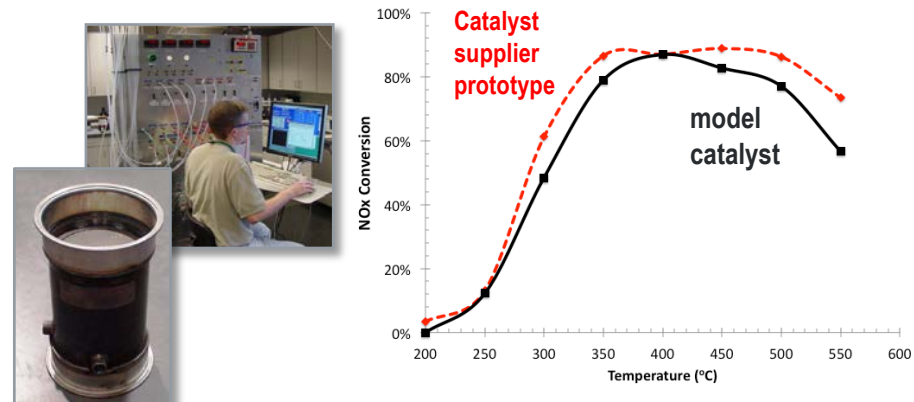 Catalyst
supplier
prototype
model
catalyst
NOx Conversion
100%
80%
60%
40%
20%
0%
200 250 300 350 400 450 500 550 600
Temperature (°C)